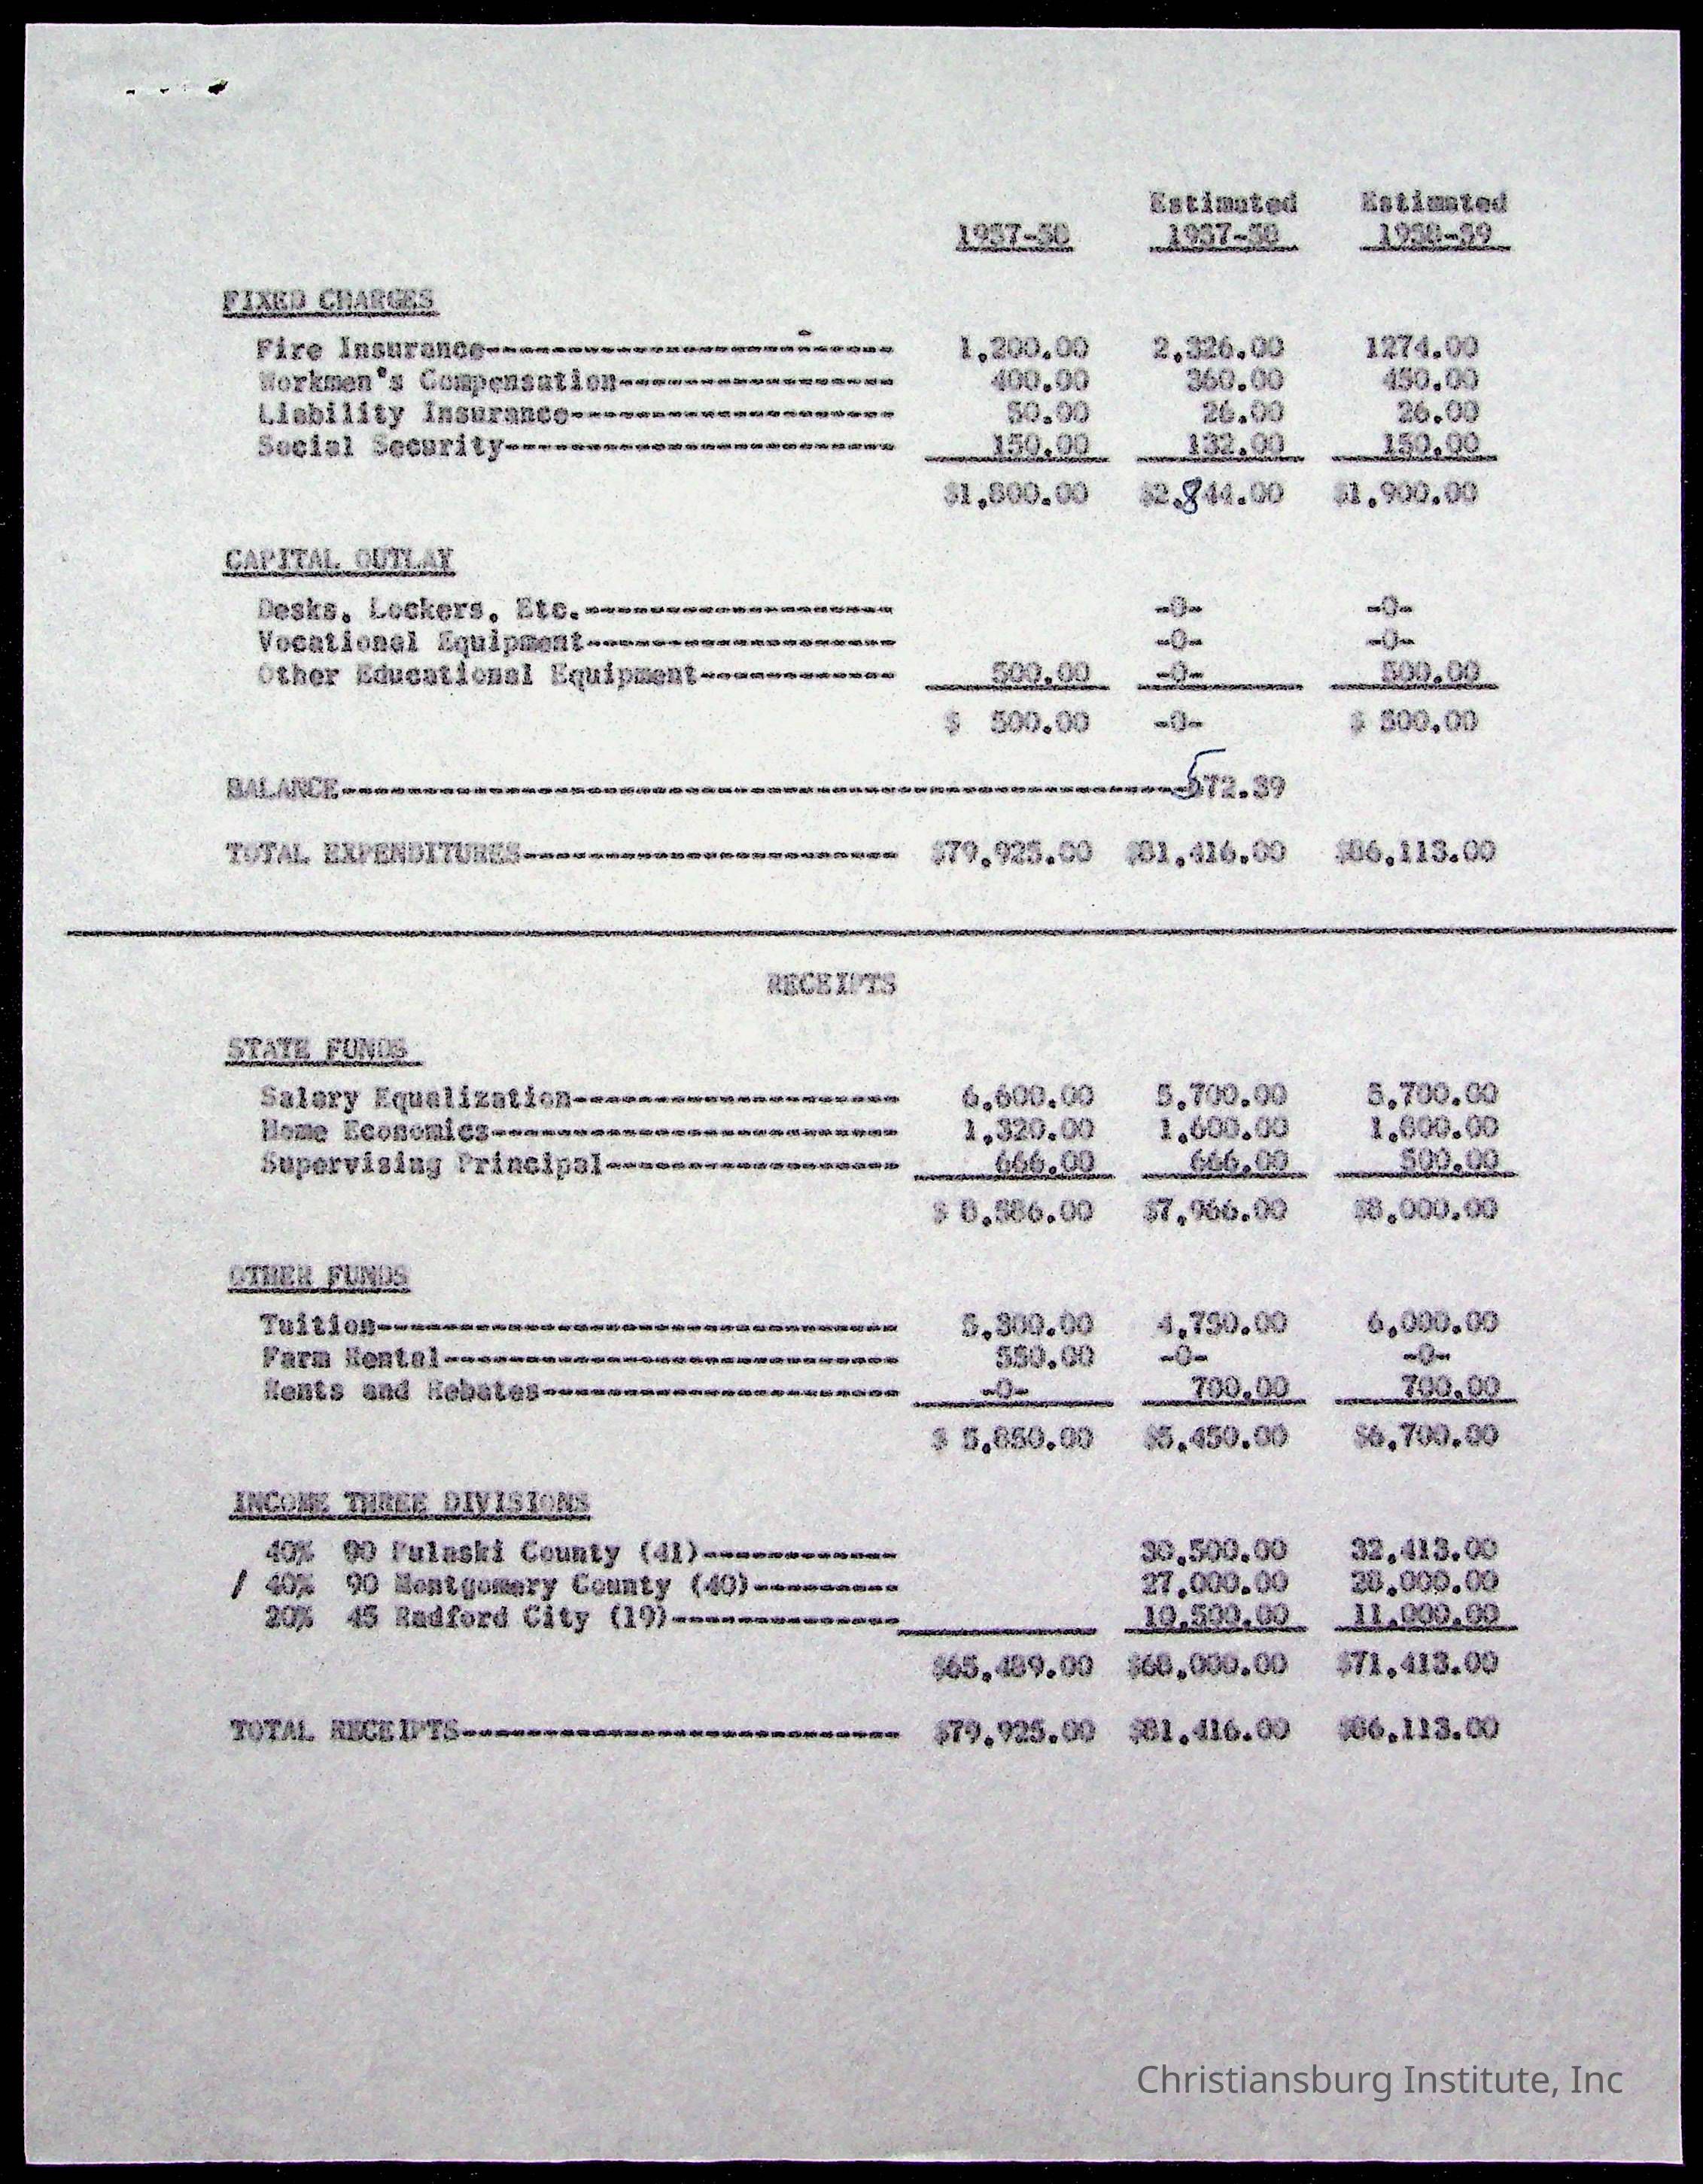 Estimated Estimated
1957-58 1957-58 1958-59
FIXED CHARGES
Fire Insurance------------------------- 1,200.00 2,326.00 1274.00
Workmen's Compensation----------------- 400.00 360.00 450.00
Liability Insurance-------------------- 50.00 26.00 26.00
Social Security------------------------ 150.00 132.00 150.00
$1,800.00 $2,844.00 $1,900.00
CAPITAL OUTLAY
Desks, Lockers, Etc.------------------- -0- -0-
Vocational Equipment------------------- -0- -0-
Other Educational Equipment------------ 500.00 -0- 500.00
$ 500.00 -0- $ 500.00
BALANCE----------------------------------------------------572.39
TOTAL EXPENDITURES----------------------- $79,925.00 $81,416.00 $86,113.00
RECEIPTS
STATE FUNDS
Salary Equalization-------------------- 6,600.00 5,700.00 5,700.00
Home Economics------------------------- 1,320.00 1,600.00 1,800.00
Supervising Principal------------------ 666.00 666.00 500.00
$ 8,586.00 $7,966.00 $8,000.00
OTHER FUNDS
Tuition-------------------------------- 5,300.00 4,750.00 6,000.00
Farm Rental---------------------------- 550.00 -0- -0-
Rents and Rebates---------------------- -0- 700.00 700.00
$ 5,850.00 $5,450.00 $6,700.00
INCOME THREE DIVISIONS
40% 90 Pulaski County (41)------------ 30,500.00 32,413.00
/ 40% 90 Montgomery County (40)--------- 27,000.00 28,000.00
20% 45 Radford City (19)-------------- 10,500.00 11,000.00
$65,489.00 $68,000.00 $71,413.00
TOTAL RECEIPTS--------------------------- $79,925.00 $81,416.00 $86,113.00
Christiansburg Institute, Inc